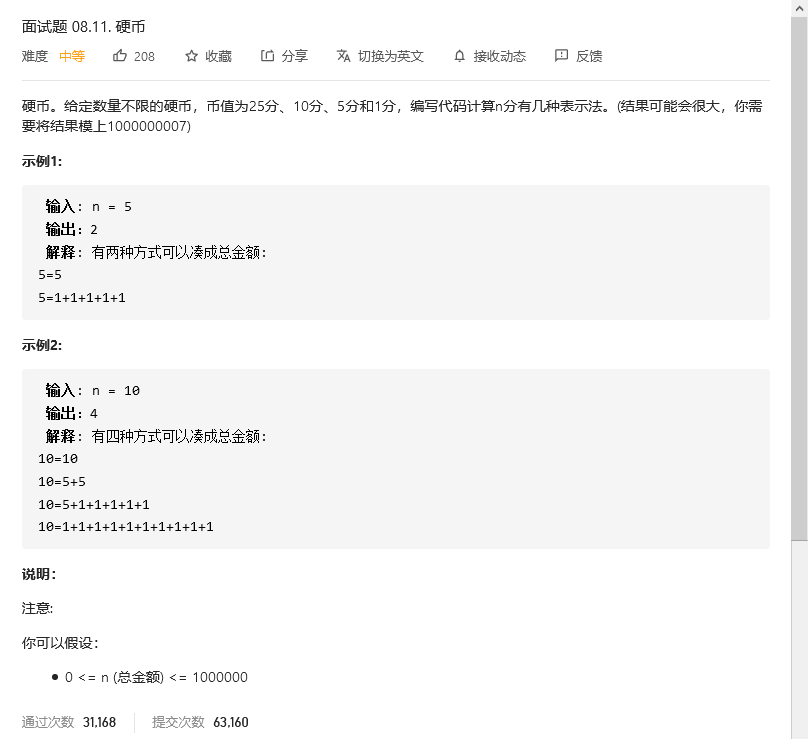 面试题 08.11. 硬币
难度 中等 208 收藏 分享 切换为英文 接收动态 反馈
硬币。给定数量不限的硬币，币值为25分、10分、5分和1分，编写代码计算n分有几种表示法。(结果可能会很大，你需
要将结果模上1000000007)
示例1:
输入: n = 5
输出：2
解释: 有两种方式可以凑成总金额:
5=5
5=1+1+1+1+1
示例2:
输入: n = 10
输出：4
解释: 有四种方式可以凑成总金额:
10=10
10=5+5
10=5+1+1+1+1+1
10=1+1+1+1+1+1+1+1+1+1
说明：
注意:
你可以假设：
• 0 <= n (总金额) <= 1000000
通过次数 31,168 提交次数 63,160